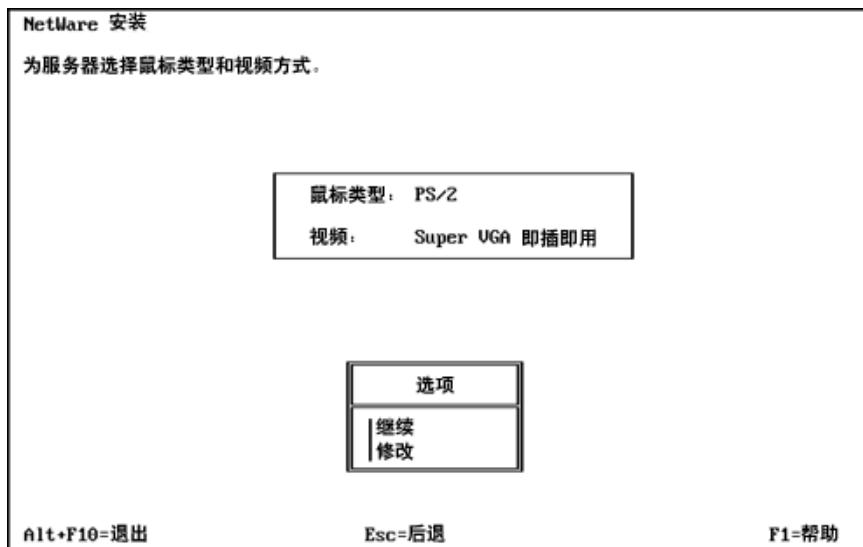 NetWare 安装
为服务器选择鼠标类型和视频方式。
鼠标类型: PS/2
视频: Super VGA 即插即用
选项
继续
修改
Alt+F10=退出 Esc=后退 F1=帮助